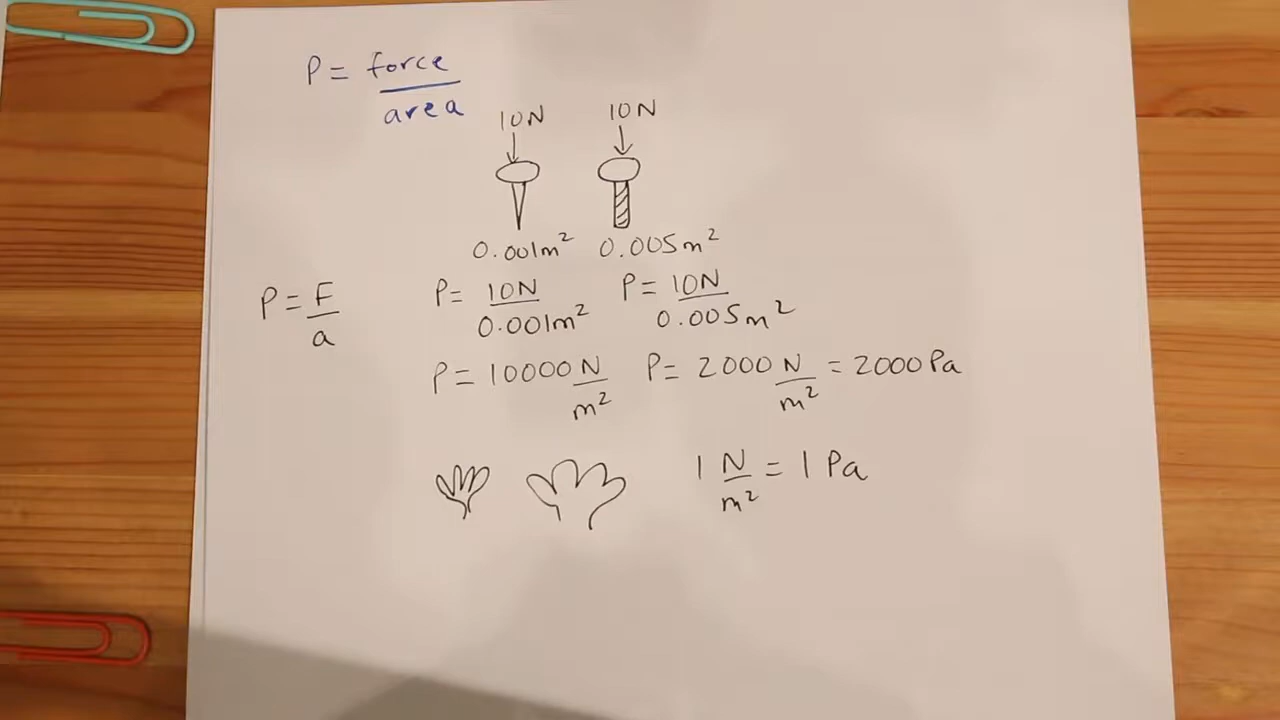 P = force
area
10N 10N
0.001m² 0.005m²
P = F
a
P = 10N P = 10N
0.001m² 0.005m²
P = 10000 N P = 2000 N = 2000 Pa
m² m²
1 N = 1 Pa
m²